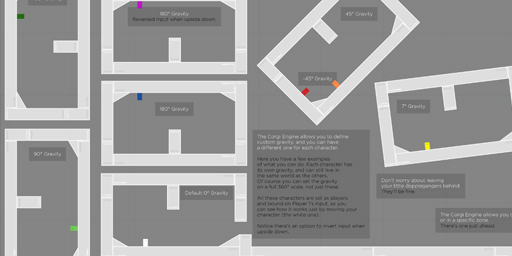 180° Gravity
Reversed input when upside down
45° Gravity
-45° Gravity
7° Gravity
180° Gravity
90° Gravity
Default 0° Gravity
The Corgi Engine allows you to define
custom gravity, and you can have
a different one for each character.
Here you have a few examples
of what you can do. Each character has
its own gravity, and can still live in
the same world as the others.
Of course you can set the gravity
on a full 360° scale, not just these.
All these characters are set as players
and bound on Player 1's input, so you
can see how it works just by moving your
character (the white one).
Notice there's an option to invert input when
upside down.
Don't worry about leaving
your little doppelgangers behind.
They'll be fine.
The Corgi Engine allows you t
or in a specific zone.
There's one just ahead